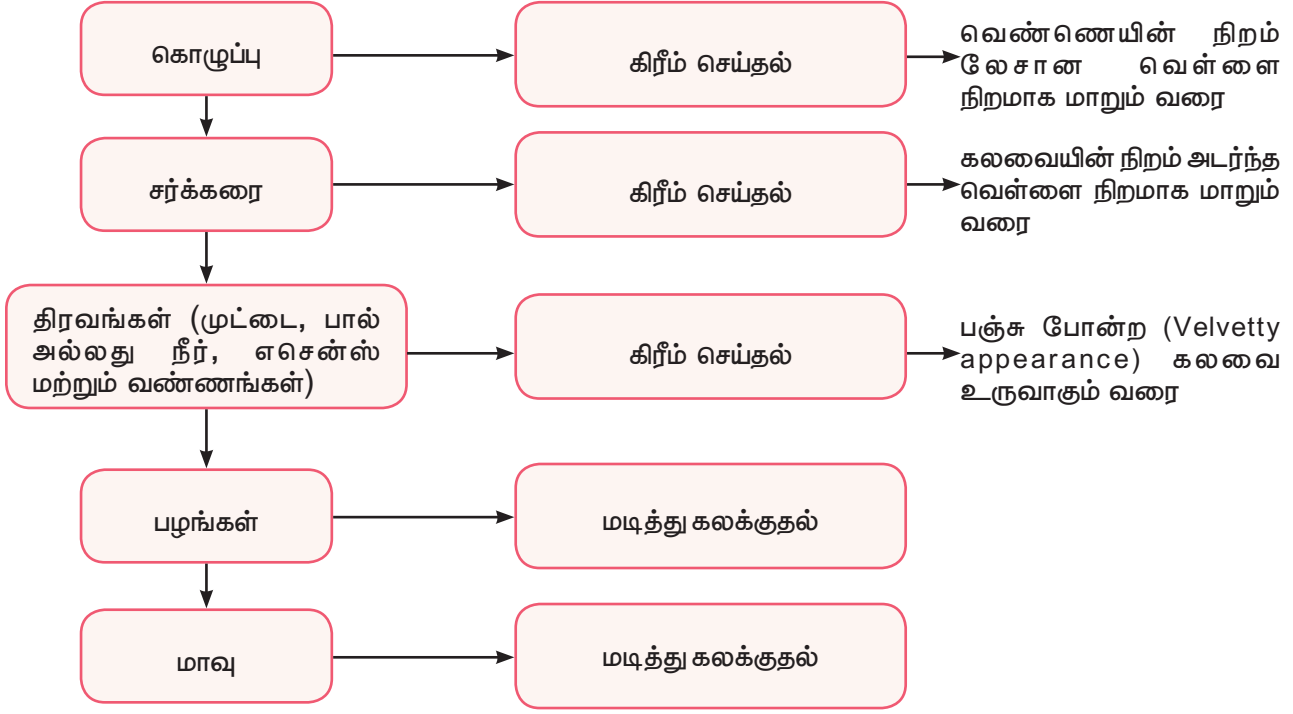 கொழுப்பு
கிரீம் செய்தல்
வெண்ணெயின் நிறம்
லேசான வெள்ளை
நிறமாக மாறும் வரை
சர்க்கரை
கிரீம் செய்தல்
கலவையின் நிறம் அடர்ந்த
வெள்ளை நிறமாக மாறும்
வரை
திரவங்கள் (முட்டை, பால்
அல்லது நீர், எசென்ஸ்
மற்றும் வண்ணங்கள்)
கிரீம் செய்தல்
பஞ்சு போன்ற (Velvetty
appearance) கலவை
உருவாகும் வரை
பழங்கள்
மடித்து கலக்குதல்
மாவு
மடித்து கலக்குதல்